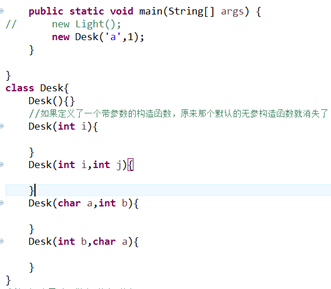 public static void main(String[] args) {
// new Light();
new Desk('a',1);
}
}
class Desk{
Desk(){}
//如果定义了一个带参数的构造函数，原来那个默认的无参构造函数就消失了
Desk(int i){
}
Desk(int i,int j){
}
Desk(char a,int b){
}
Desk(int b,char a){
}
}